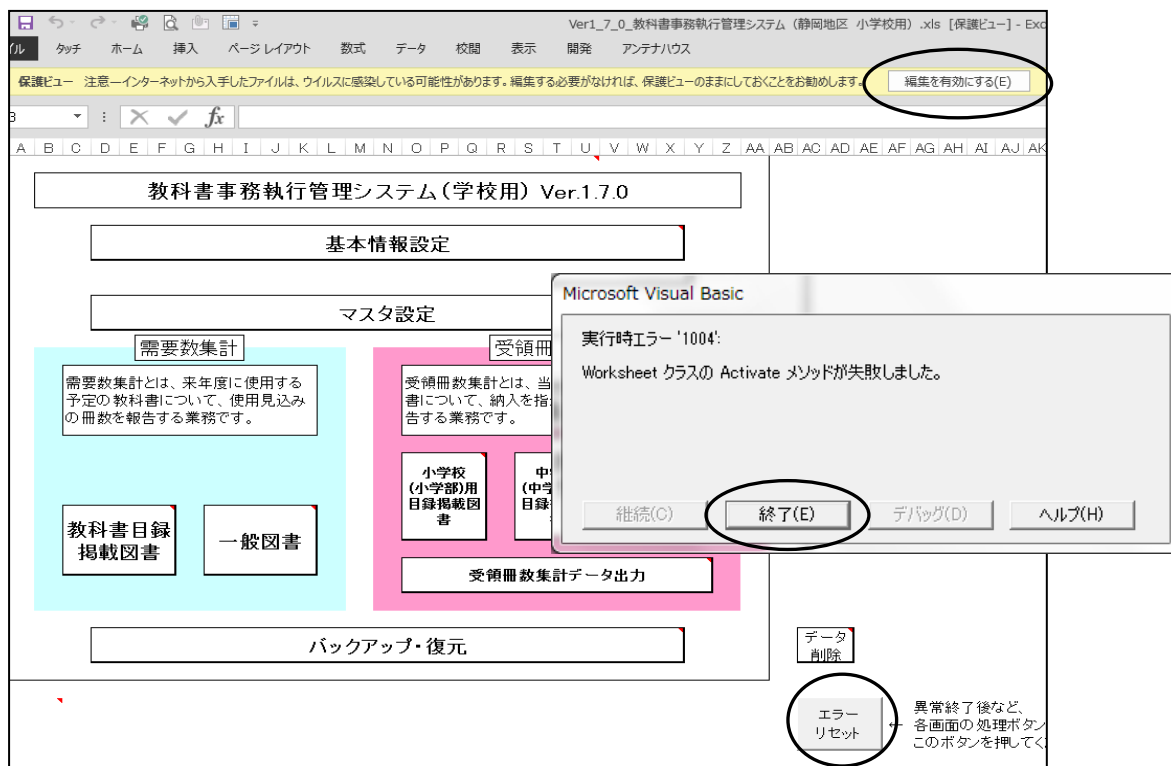 Ver1_7_0_教科書事務執行管理システム（静岡地区 小学校用）.xls [保護ビュー] - Exc
イル タッチ ホーム 挿入 ページ レイアウト 数式 データ 校閲 表示 開発 アンテナハウス
保護ビュー 注意—インターネットから入手したファイルは、ウイルスに感染している可能性があります。編集する必要がなければ、保護ビューのままにしておくことをお勧めします。 編集を有効にする(E)
fx
A B C D E F G H I J K L M N O P Q R S T U V W X Y Z AA AB AC AD AE AF AG AH AI AJ AK
教科書事務執行管理システム（学校用） Ver.1.7.0
基本情報設定
マスタ設定
需要数集計
需要数集計とは、来年度に使用する
予定の教科書について、使用見込み
の冊数を報告する業務です。
教科書目録
掲載図書
一般図書
受領冊
受領冊数集計とは、当
書について、納入を指
告する業務です。
小学校
(小学部)用
目録掲載図
書
中
(中学
目録
受領冊数集計データ出力
バックアップ・復元
Microsoft Visual Basic
実行時エラー '1004':
Worksheet クラスの Activate メソッドが失敗しました。
継続(C) 終了(E) デバッグ(D) ヘルプ(H)
データ
削除
エラー
リセット
← 異常終了後など、
各画面の処理ボタン
このボタンを押してく